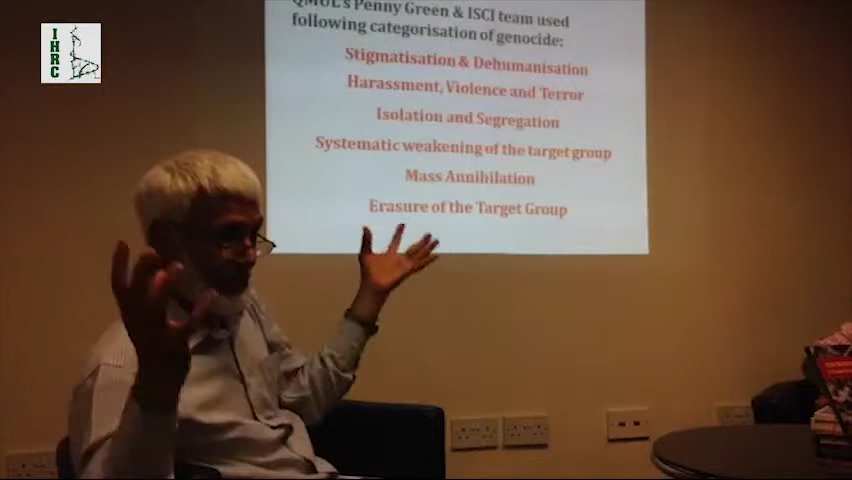 IHRC
QMUL's Penny Green & ISCI team used
following categorisation of genocide:
Stigmatisation & Dehumanisation
Harassment, Violence and Terror
Isolation and Segregation
Systematic weakening of the target group
Mass Annihilation
Erasure of the Target Group